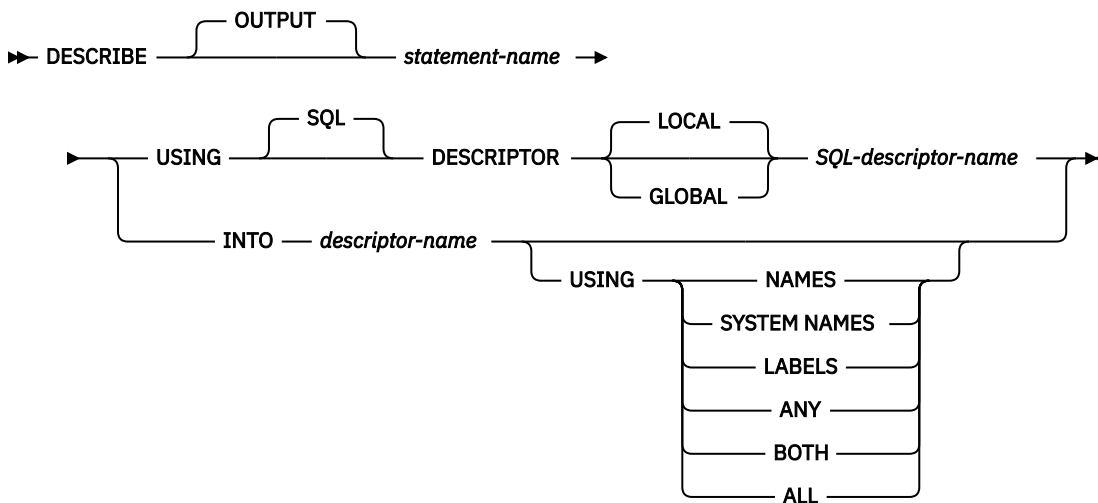 OUTPUT
DESCRIBE statement-name
SQL LOCAL
USING DESCRIPTOR SQL-descriptor-name
GLOBAL
INTO descriptor-name
USING NAMES
SYSTEM NAMES
LABELS
ANY
BOTH
ALL